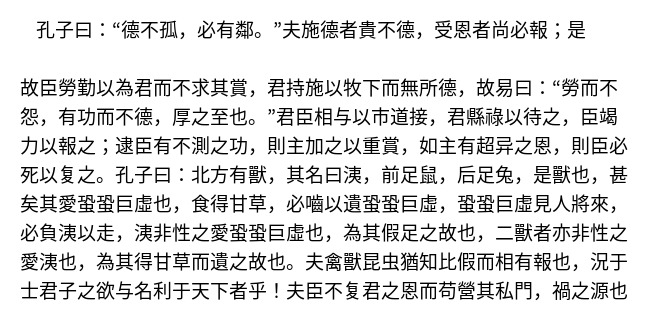 孔子曰：“德不孤，必有鄰。”夫施德者貴不德，受恩者尚必報；是
故臣勞勤以為君而不求其賞，君持施以牧下而無所德，故易曰：“勞而不
怨，有功而不德，厚之至也。”君臣相与以市道接，君縣祿以待之，臣竭
力以報之；逮臣有不測之功，則主加之以重賞，如主有超异之恩，則臣必
死以复之。孔子曰：北方有獸，其名曰洟，前足鼠，后足兔，是獸也，甚
矣其愛蛩蛩巨虛也，食得甘草，必嚙以遺蛩蛩巨虛，蛩蛩巨虛見人將來，
必負洟以走，洟非性之愛蛩蛩巨虛也，為其假足之故也，二獸者亦非性之
愛洟也，為其得甘草而遺之故也。夫禽獸昆虫猶知比假而相有報也，況于
士君子之欲与名利于天下者乎！夫臣不复君之恩而苟營其私門，禍之源也